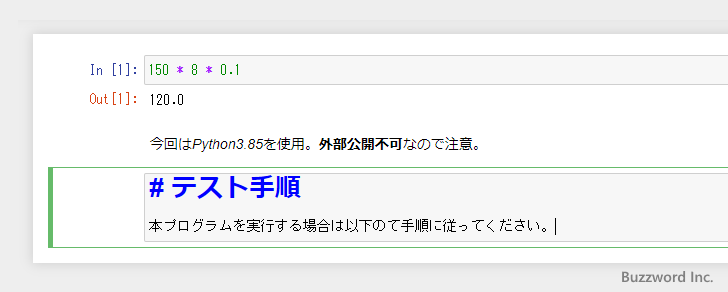 In [1]: 150 * 8 * 0.1
Out[1]: 120.0
今回はPython3.85を使用。外部公開不可なので注意。
# テスト手順
本プログラムを実行する場合は以下のて手順に従ってください。
Buzzword Inc.